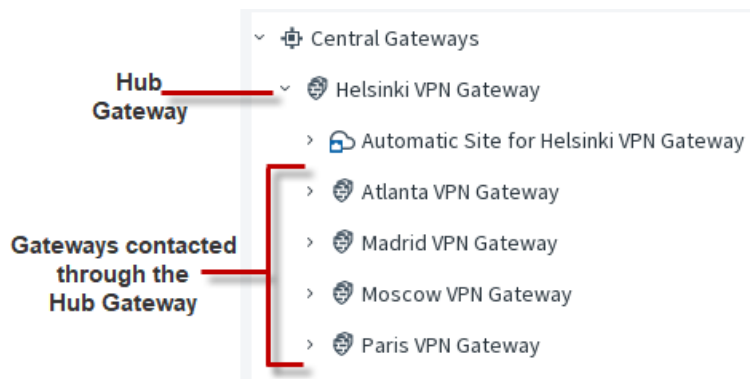 Central Gateways
Hub
Gateway
Helsinki VPN Gateway
Automatic Site for Helsinki VPN Gateway
Atlanta VPN Gateway
Gateways contacted
through the
Hub Gateway
Madrid VPN Gateway
Moscow VPN Gateway
Paris VPN Gateway